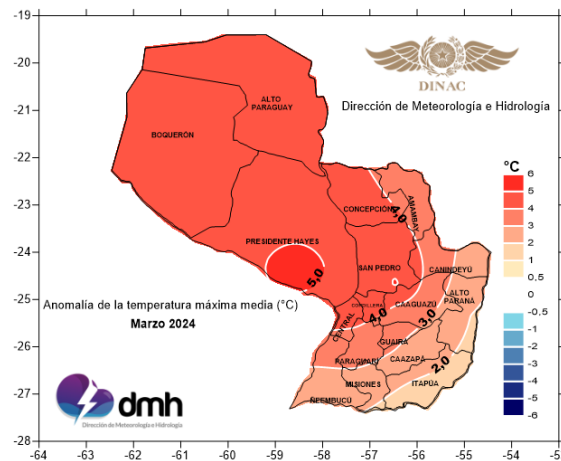 -19
-20
-21
-22
-23
-24
-25
-26
-27
-28
-64
-63
-62
-61
-60
-59
-58
-57
-56
-55
-54
-5
DINAC
Dirección de Meteorología e Hidrología
ALTO
PARAGUAY
BOQUERÓN
CONCEPCIÓN
AMAMBAY
4,0
PRESIDENTE HAYES
5,0
SAN PEDRO
CANINDEYÚ
ALTO
PARANÁ
CORDILLERA
CAAGUAZÚ
4,0
3,0
CENTRAL
GUAIRÁ
PARAGUARÍ
CAAZAPÁ
2,0
MISIONES
ITAPÚA
ÑEEMBUCÚ
Anomalía de la temperatura máxima media (°C)
Marzo 2024
°C
6
5
4
3
2
1
0,5
0
-0,5
-1
-2
-3
-4
-5
-6
dmh
Dirección de Meteorología e Hidrología